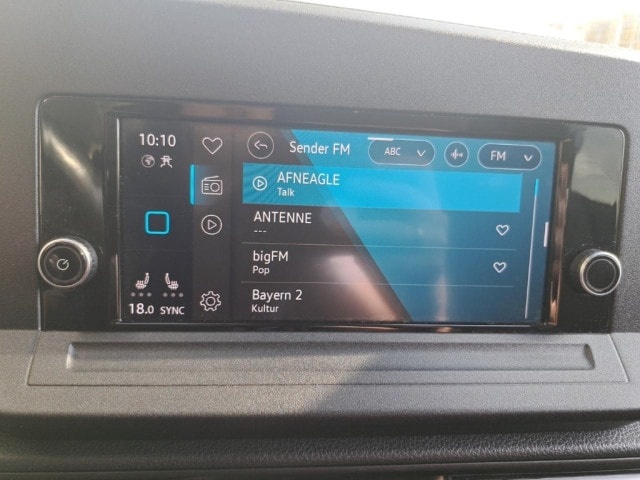 10:10
Sender FM
ABC
FM
AFNEAGLE
Talk
ANTENNE
---
bigFM
Pop
Bayern 2
Kultur
18.0 SYNC